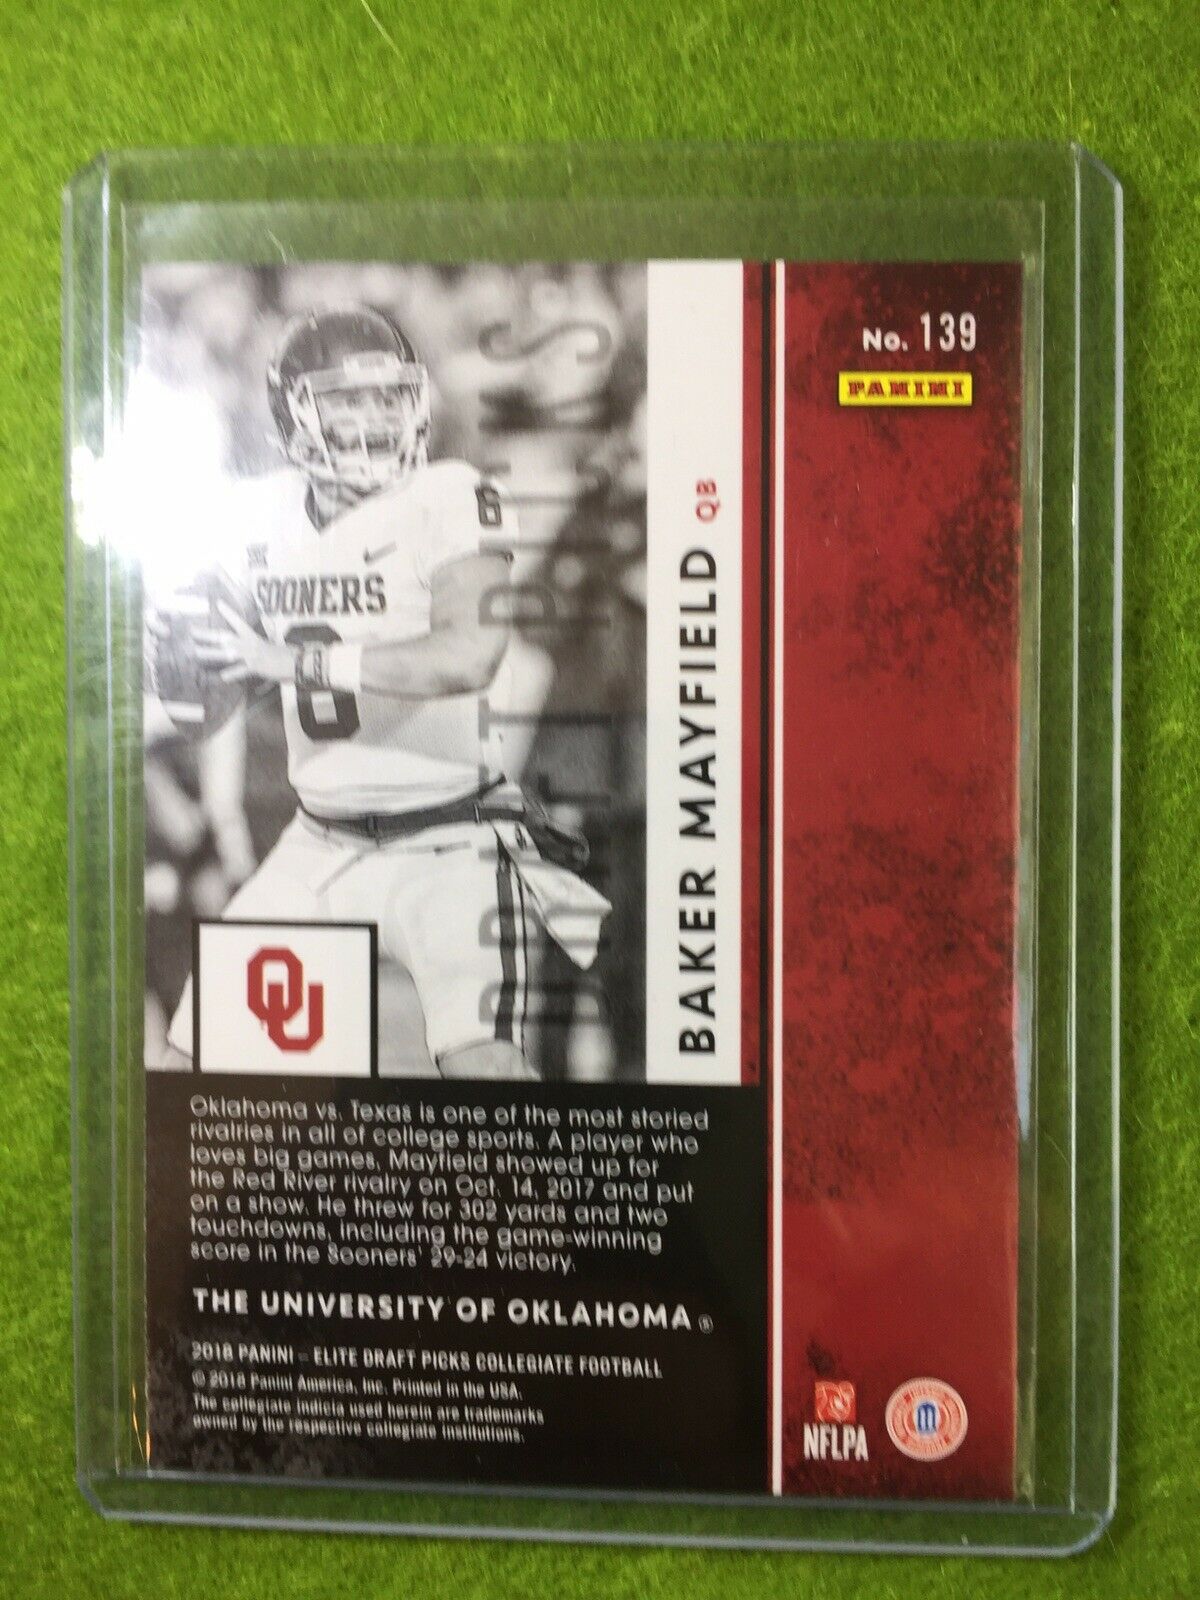 No. 139
PANINI
BAKER MAYFIELD QB
DRAFT PICKS
6
SOONERS
6
OU
Oklahoma vs. Texas is one of the most storied
rivalries in all of college sports. A player who
loves big games, Mayfield showed up for
the Red River rivalry on Oct. 14, 2017 and put
on a show. He threw for 302 yards and two
touchdowns, including the game-winning
score in the Sooners' 29-24 victory.
THE UNIVERSITY OF OKLAHOMA®
2018 PANINI – ELITE DRAFT PICKS COLLEGIATE FOOTBALL
© 2018 Panini America, Inc. Printed in the USA.
The collegiate indicia used herein are trademarks
owned by the respective collegiate institutions.
NFLPA